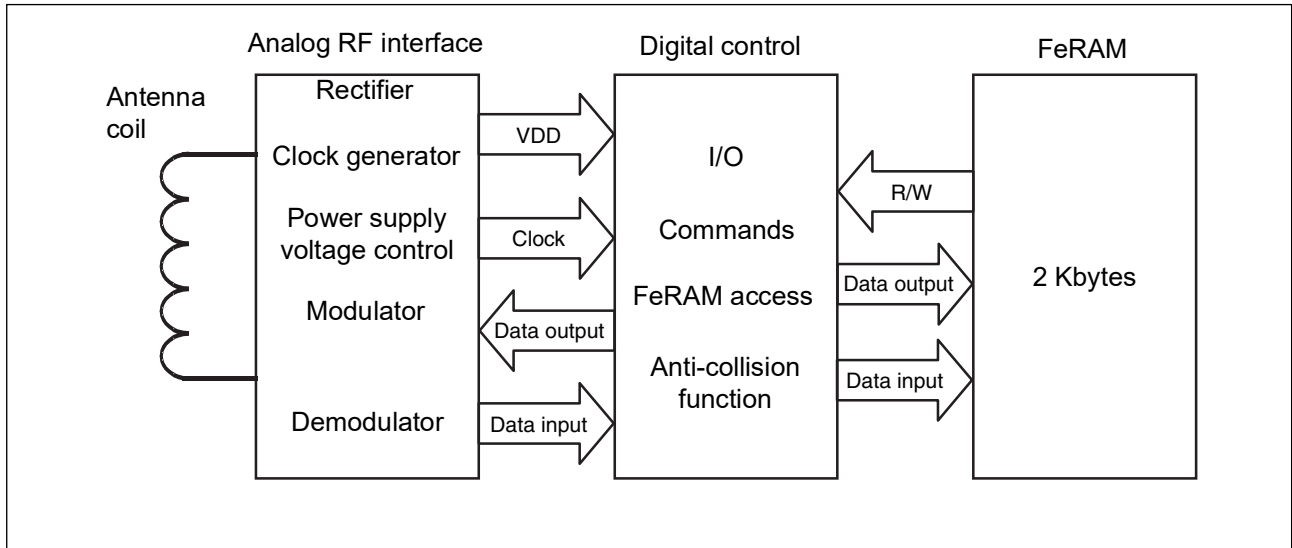 Analog RF interface
Digital control
FeRAM
Antenna
coil
Rectifier
Clock generator
Power supply
voltage control
Modulator
Demodulator
VDD
Clock
Data output
Data input
I/O
Commands
FeRAM access
Anti-collision
function
R/W
Data output
Data input
2 Kbytes